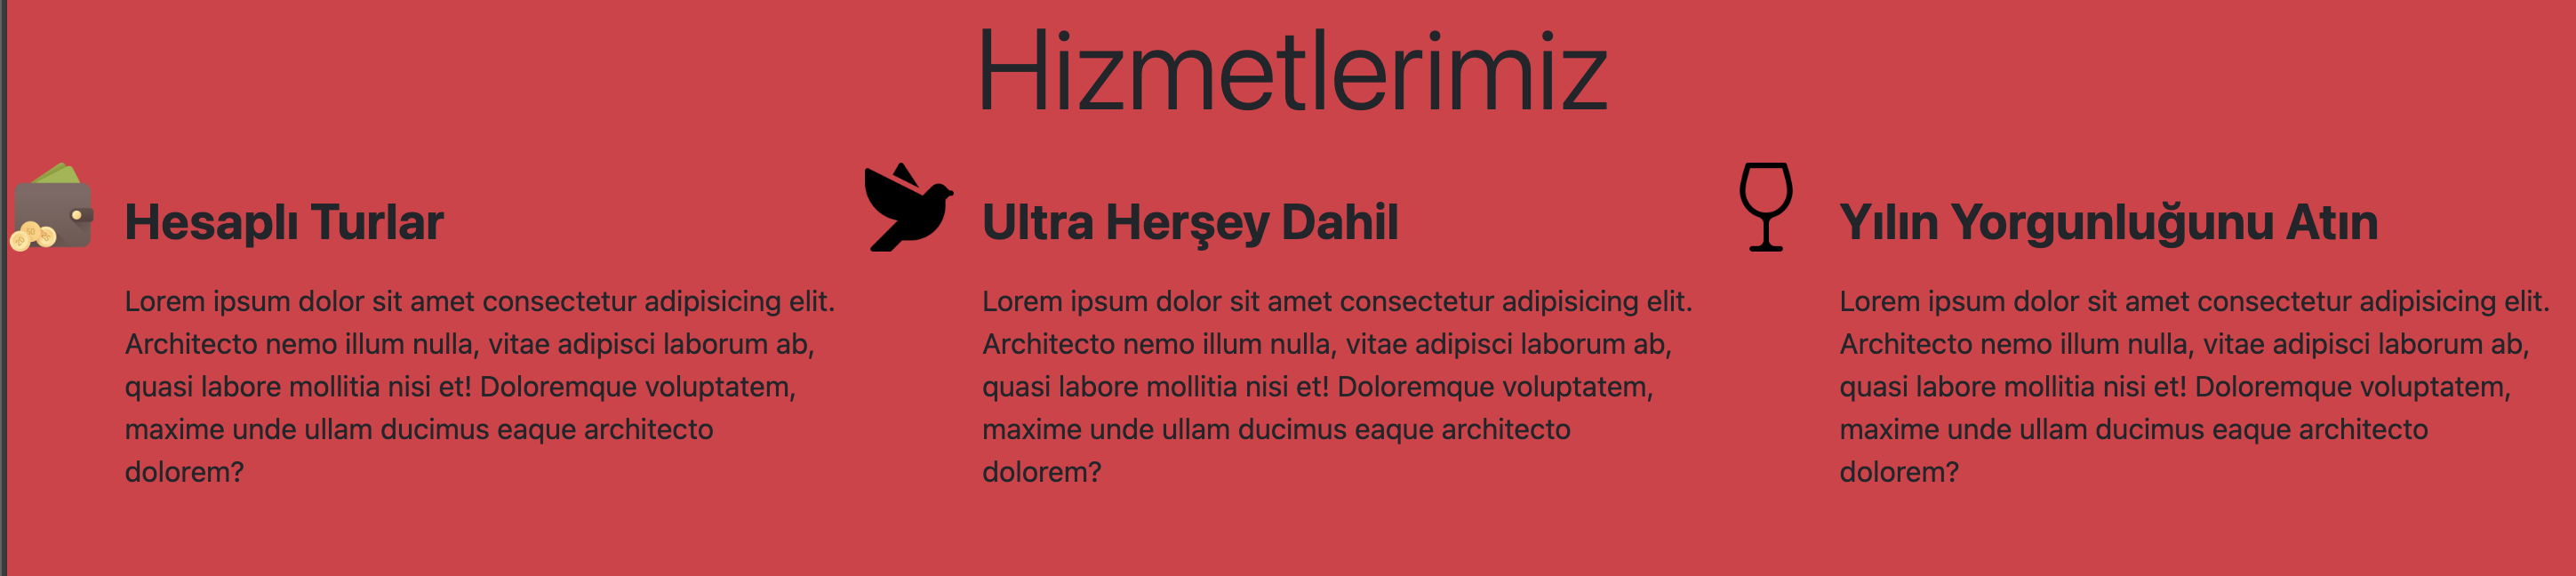 Hizmetlerimiz
Hesaplı Turlar
Lorem ipsum dolor sit amet consectetur adipisicing elit.
Architecto nemo illum nulla, vitae adipisci laborum ab,
quasi labore mollitia nisi et! Doloremque voluptatem,
maxime unde ullam ducimus eaque architecto
dolorem?
Ultra Herşey Dahil
Lorem ipsum dolor sit amet consectetur adipisicing elit.
Architecto nemo illum nulla, vitae adipisci laborum ab,
quasi labore mollitia nisi et! Doloremque voluptatem,
maxime unde ullam ducimus eaque architecto
dolorem?
Yılın Yorgunluğunu Atın
Lorem ipsum dolor sit amet consectetur adipisicing elit.
Architecto nemo illum nulla, vitae adipisci laborum ab,
quasi labore mollitia nisi et! Doloremque voluptatem,
maxime unde ullam ducimus eaque architecto
dolorem?